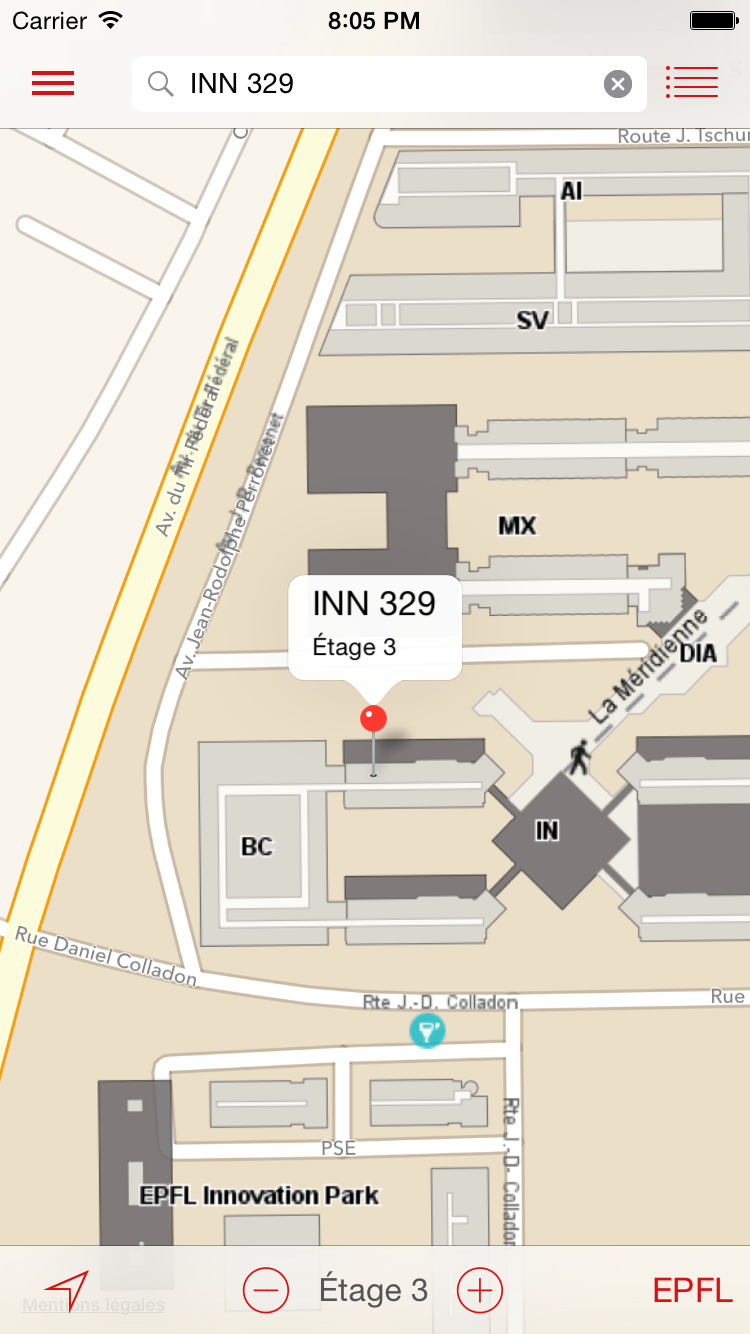 Carrier 8:05 PM
INN 329
Route J. Tschu
AI
SV
Av. du Tir-Fédéral
Av. Jean-Rodolphe Perronet
MX
INN 329
Étage 3
La Méridienne
DIA
IN
BC
Rue Daniel Colladon
Rte J.-D. Colladon
Rue
PSE
Rte J.-D. Colladon
EPFL Innovation Park
Étage 3
EPFL
Mentions légales